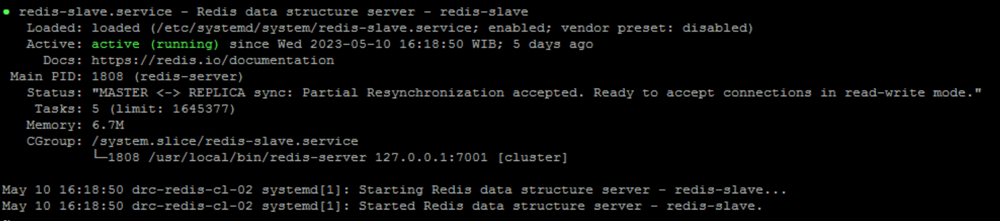 ● redis-slave.service - Redis data structure server - redis-slave
Loaded: loaded (/etc/systemd/system/redis-slave.service; enabled; vendor preset: disabled)
Active: active (running) since Wed 2023-05-10 16:18:50 WIB; 5 days ago
Docs: https://redis.io/documentation
Main PID: 1808 (redis-server)
Status: "MASTER <-> REPLICA sync: Partial Resynchronization accepted. Ready to accept connections in read-write mode."
Tasks: 5 (limit: 1645377)
Memory: 6.7M
CGroup: /system.slice/redis-slave.service
└─1808 /usr/local/bin/redis-server 127.0.0.1:7001 [cluster]
May 10 16:18:50 drc-redis-cl-02 systemd[1]: Starting Redis data structure server - redis-slave...
May 10 16:18:50 drc-redis-cl-02 systemd[1]: Started Redis data structure server - redis-slave.